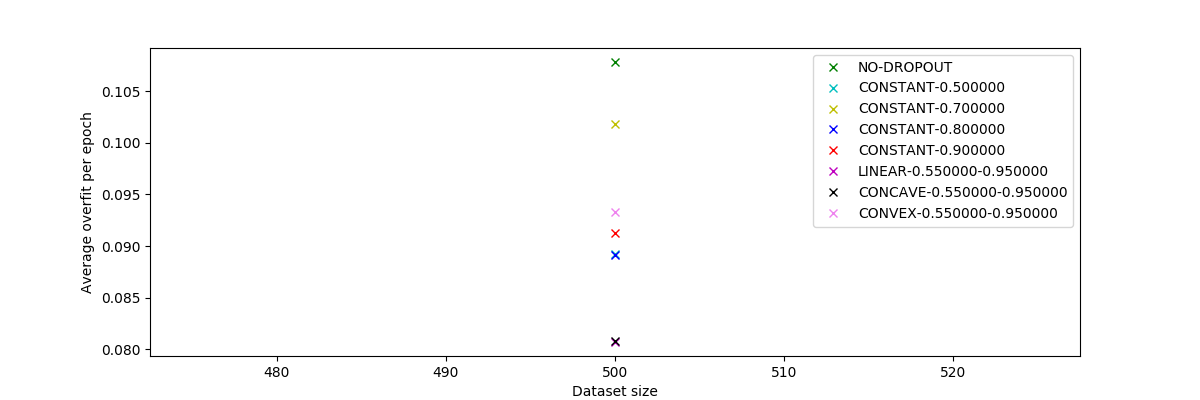 0.105
0.100
0.095
0.090
0.085
0.080
Average overfit per epoch
480
490
500
510
520
Dataset size
NO-DROPOUT
CONSTANT-0.500000
CONSTANT-0.700000
CONSTANT-0.800000
CONSTANT-0.900000
LINEAR-0.550000-0.950000
CONCAVE-0.550000-0.950000
CONVEX-0.550000-0.950000